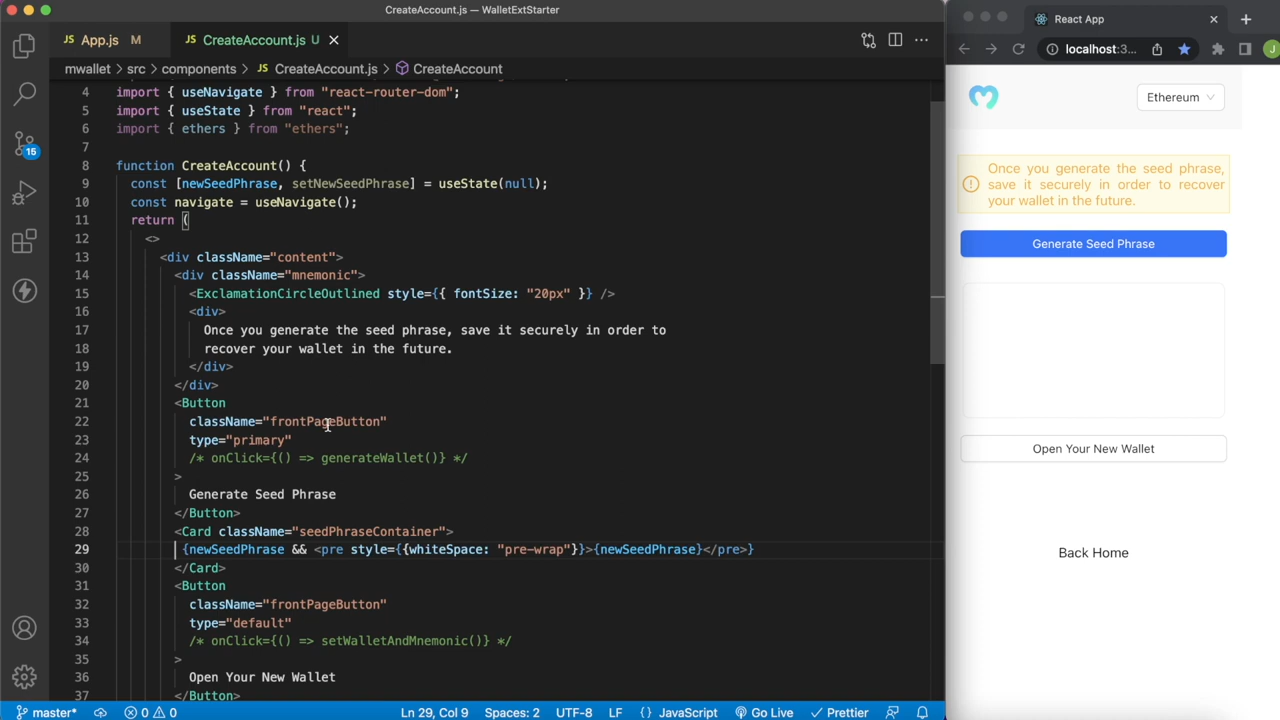 CreateAccount.js — WalletExtStarter
JS App.js M
JS CreateAccount.js U
mwallet > src > components > JS CreateAccount.js > CreateAccount
4 import { useNavigate } from "react-router-dom";
5 import { useState } from "react";
6 import { ethers } from "ethers";
7
8 function CreateAccount() {
9 const [newSeedPhrase, setNewSeedPhrase] = useState(null);
10 const navigate = useNavigate();
11 return (
12 <>
13 <div className="content">
14 <div className="mnemonic">
15 <ExclamationCircleOutlined style={{ fontSize: "20px" }} />
16 <div>
17 Once you generate the seed phrase, save it securely in order to
18 recover your wallet in the future.
19 </div>
20 </div>
21 <Button
22 className="frontPageButton"
23 type="primary"
24 /* onClick={() => generateWallet()} */
25 >
26 Generate Seed Phrase
27 </Button>
28 <Card className="seedPhraseContainer">
29 {newSeedPhrase && <pre style={{whiteSpace: "pre-wrap"}}>{newSeedPhrase}</pre>}
30 </Card>
31 <Button
32 className="frontPageButton"
33 type="default"
34 /* onClick={() => setWalletAndMnemonic()} */
35 >
36 Open Your New Wallet
37 </Button>
15
master* 0 0 Ln 29, Col 9 Spaces: 2 UTF-8 LF {} JavaScript Go Live Prettier
React App
localhost:3... J
Ethereum
Once you generate the seed phrase,
save it securely in order to recover
your wallet in the future.
Generate Seed Phrase
Open Your New Wallet
Back Home